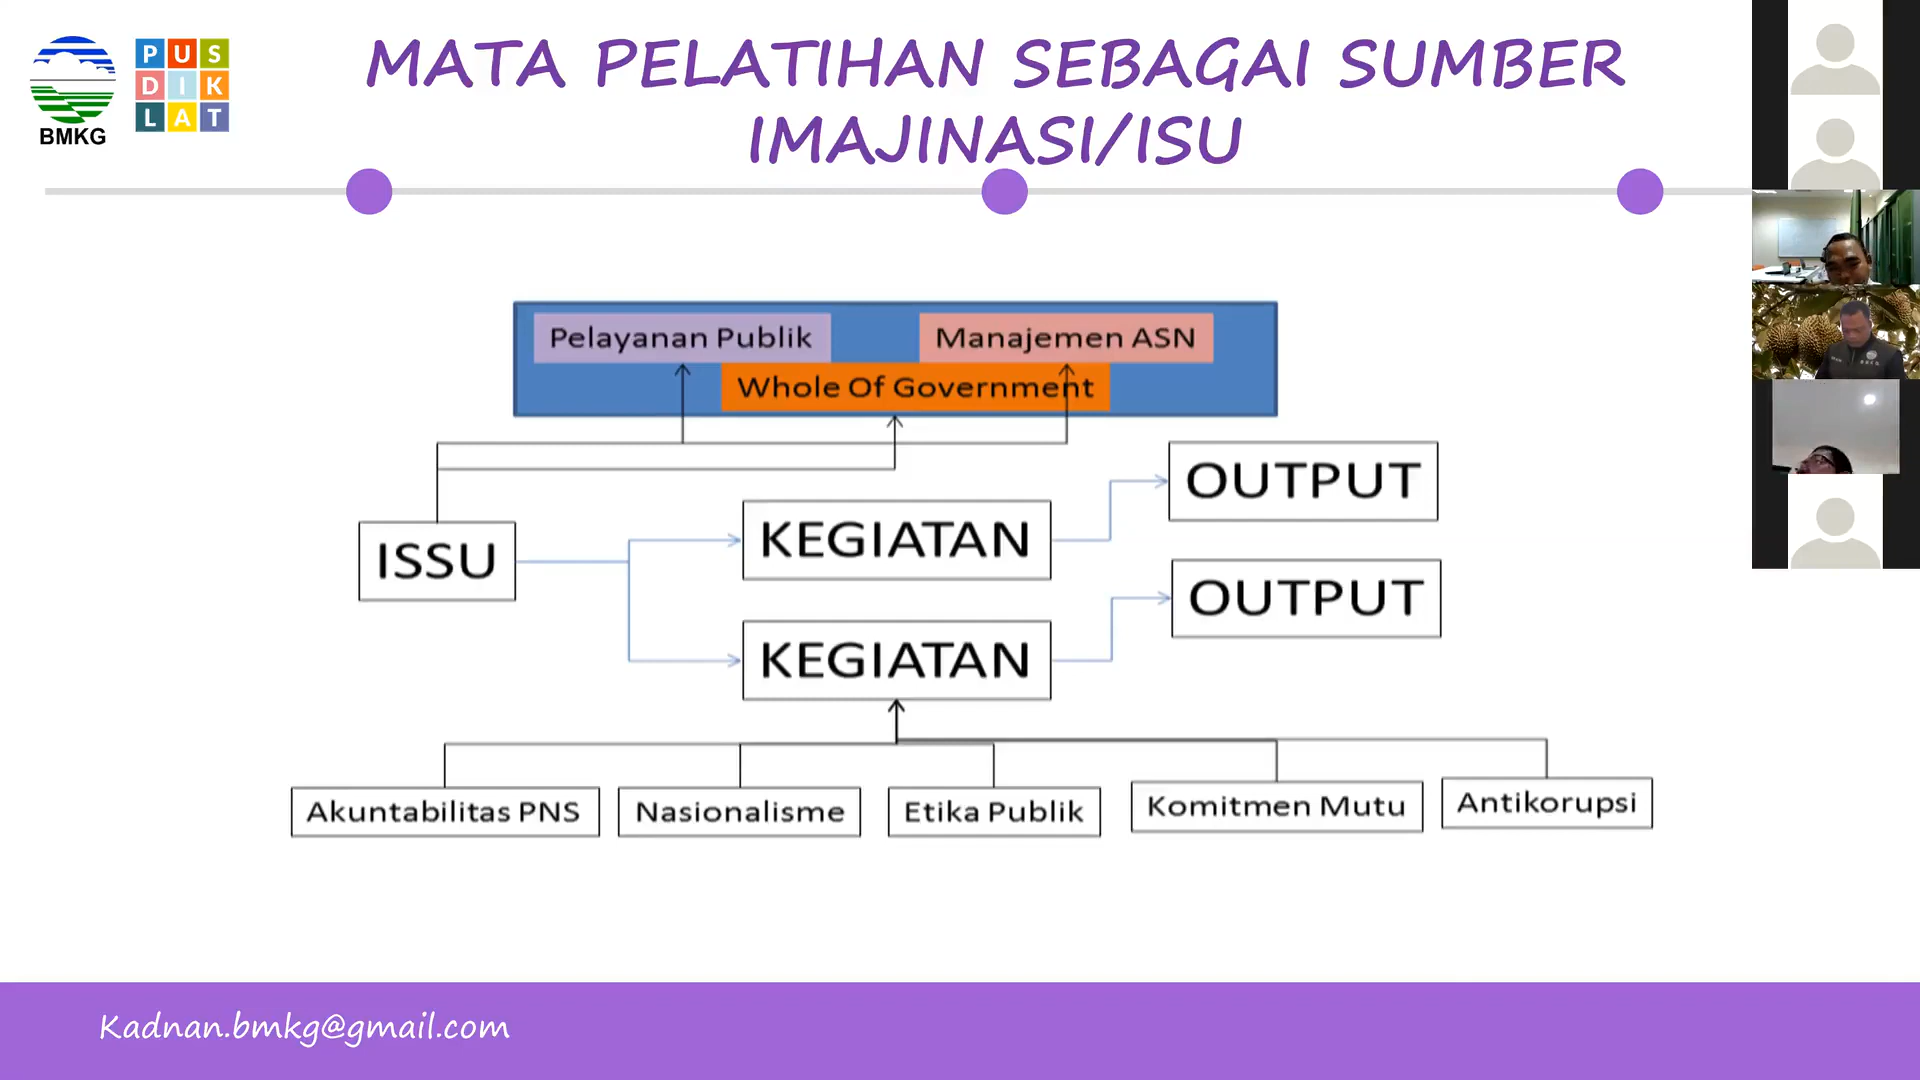 MATA PELATIHAN SEBAGAI SUMBER
IMAJINASI/ISU
BMKG
PUS
DIK
LAT
Pelayanan Publik
Manajemen ASN
Whole Of Government
ISSU
KEGIATAN
OUTPUT
KEGIATAN
OUTPUT
Akuntabilitas PNS
Nasionalisme
Etika Publik
Komitmen Mutu
Antikorupsi
Kadnan.bmkg@gmail.com